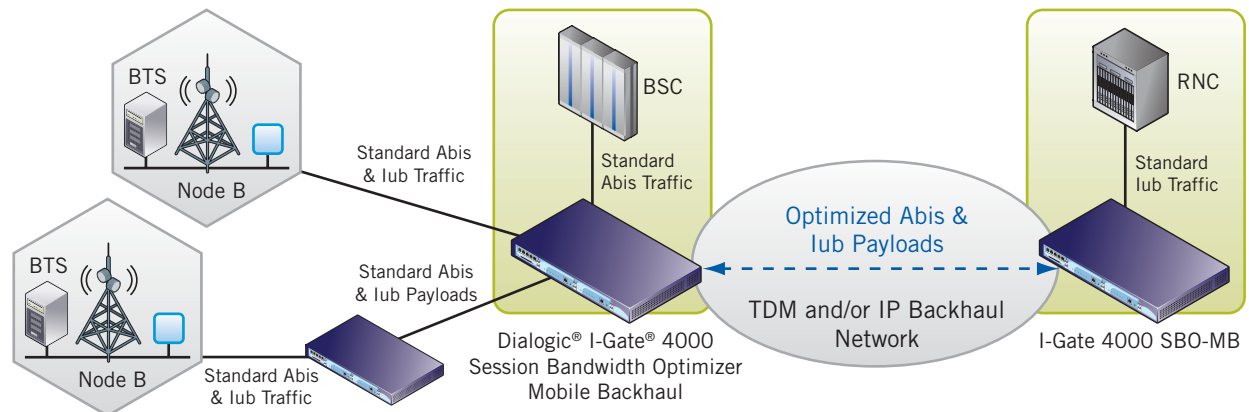 BTS
Node B
Standard Abis
& Iub Traffic
BTS
Node B
Standard Abis
& Iub Traffic
Standard Abis
& Iub Payloads
BSC
Standard
Abis Traffic
Dialogic® I-Gate® 4000
Session Bandwidth Optimizer
Mobile Backhaul
Optimized Abis &
Iub Payloads
TDM and/or IP Backhaul
Network
RNC
Standard
Iub Traffic
I-Gate 4000 SBO-MB